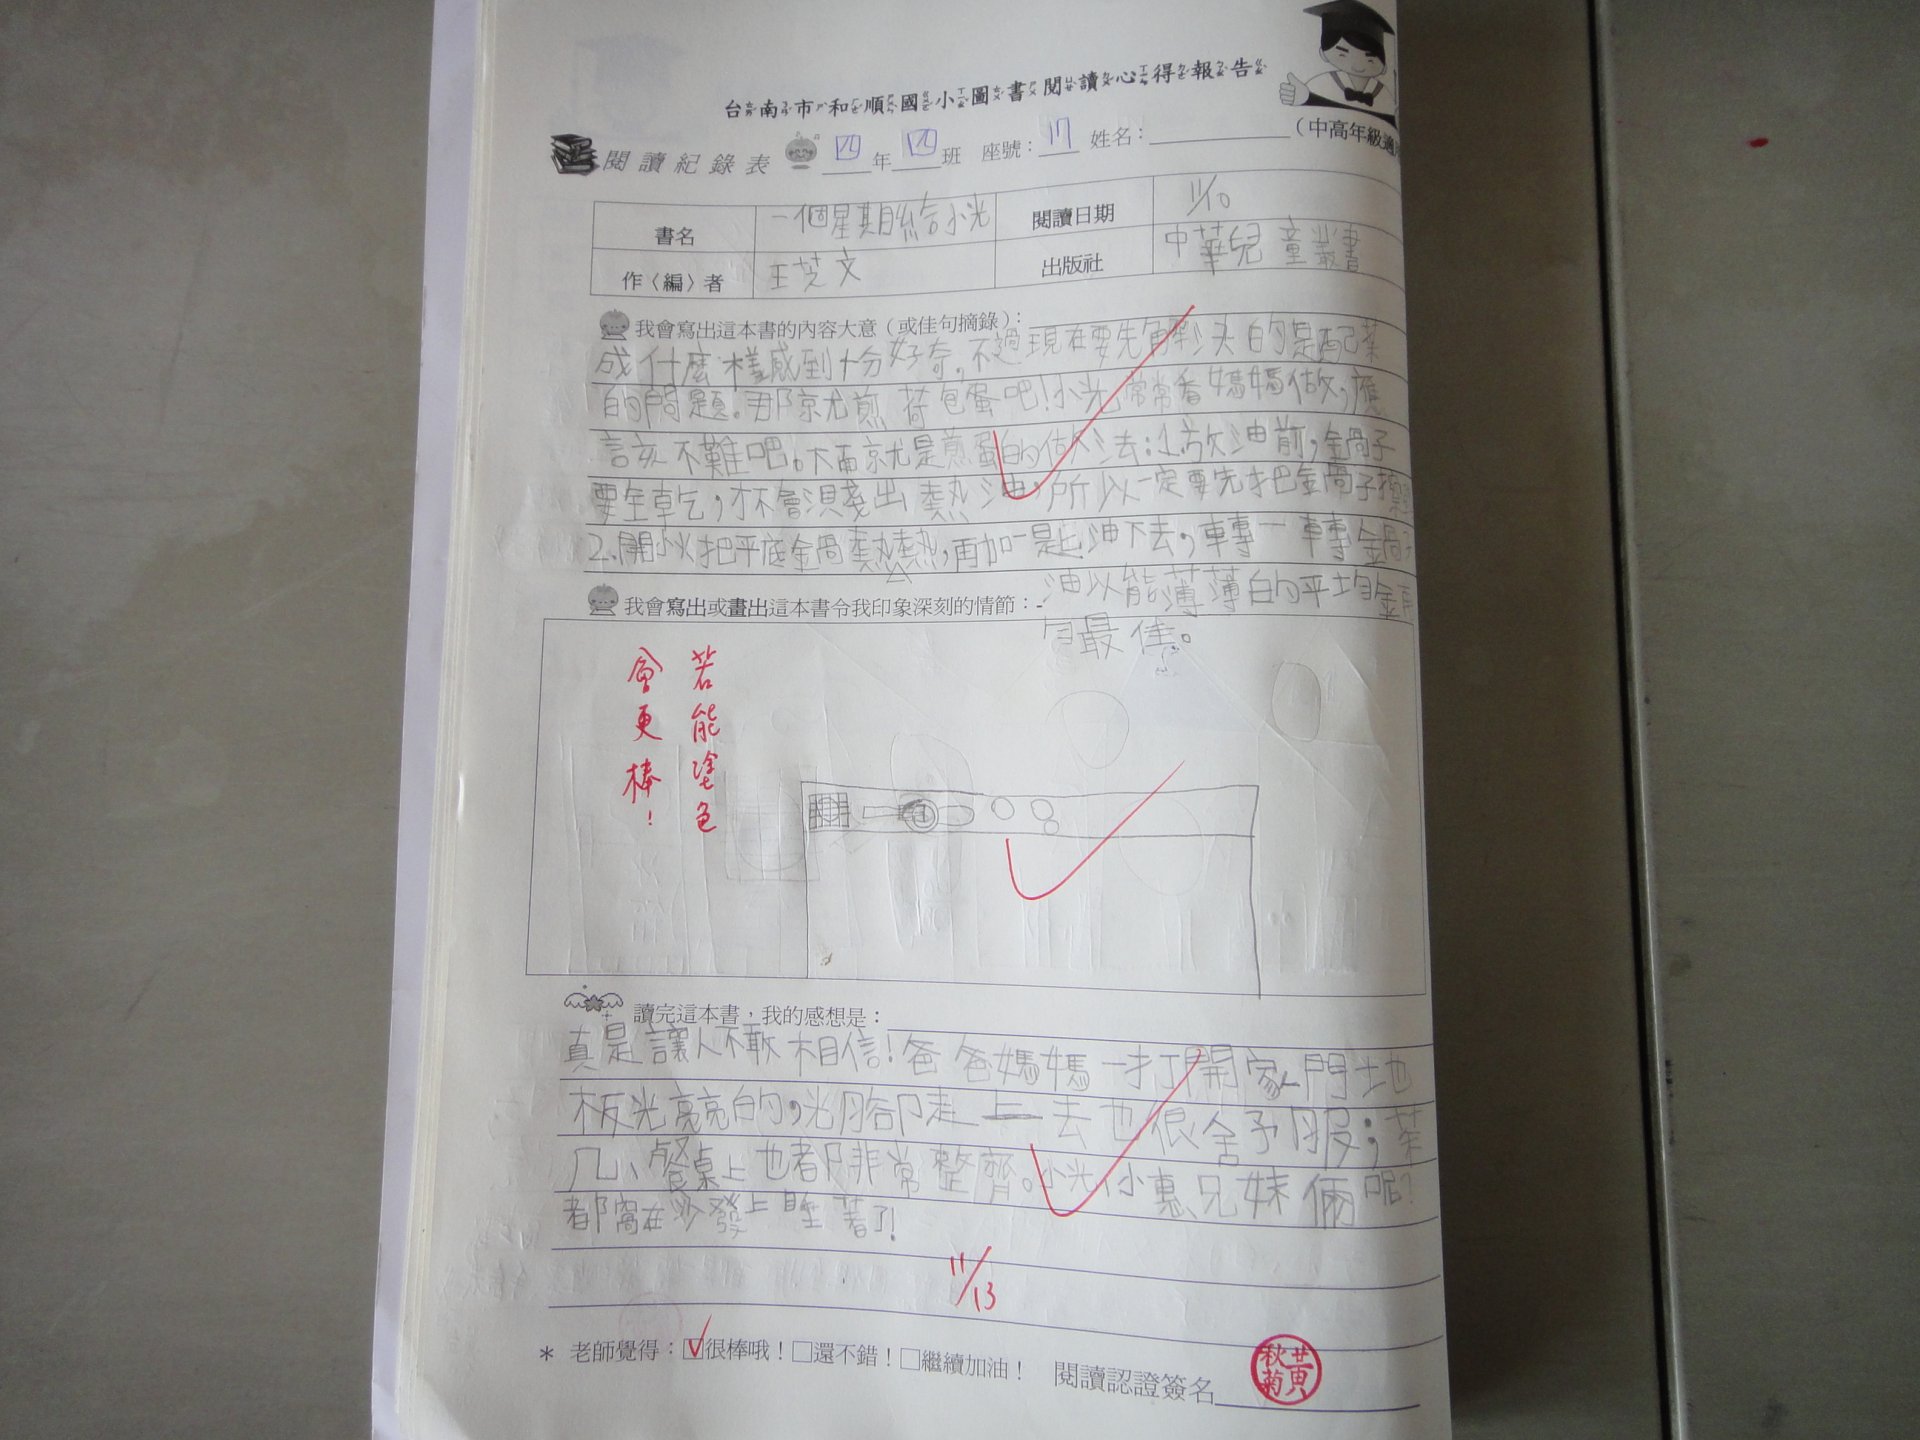 台南市和順國小圖書閱讀心得報告
閱讀紀錄表 四年四班 座號：17 姓名： （中高年級適
書名 一個星期給小光 閱讀日期 11/10
作〈編〉者 王芝文 出版社 中華兒童叢書
我會寫出這本書的內容大意（或佳句摘錄）：
成什麼樣感到十分好奇，不過現在要先解決的是配菜
的問題。那就煎荷包蛋吧！小光常常看媽媽做，應
該不難吧。下面就是煎蛋的做法：1.放油前，鍋子
要全乾，才不會濺出熱油，所以一定要先把鍋子擦
2.開小火把平底鍋熱熱，再加一匙油下去，轉一轉鍋子
油以能薄薄的平均鋪
勻最佳。
我會寫出或畫出這本書令我印象深刻的情節：
若能塗色
會更棒！
讀完這本書，我的感想是：
真是讓人不敢相信！爸爸媽媽一打開家門地
板光亮的，光腳走上去也很舒服；茶
几、餐桌上也都非常整齊。小光小惠兄妹倆呢？
都窩在沙發上睡著了！
11/13
* 老師覺得：☑很棒哦！□還不錯！□繼續加油！ 閱讀認證簽名
黃秋菊